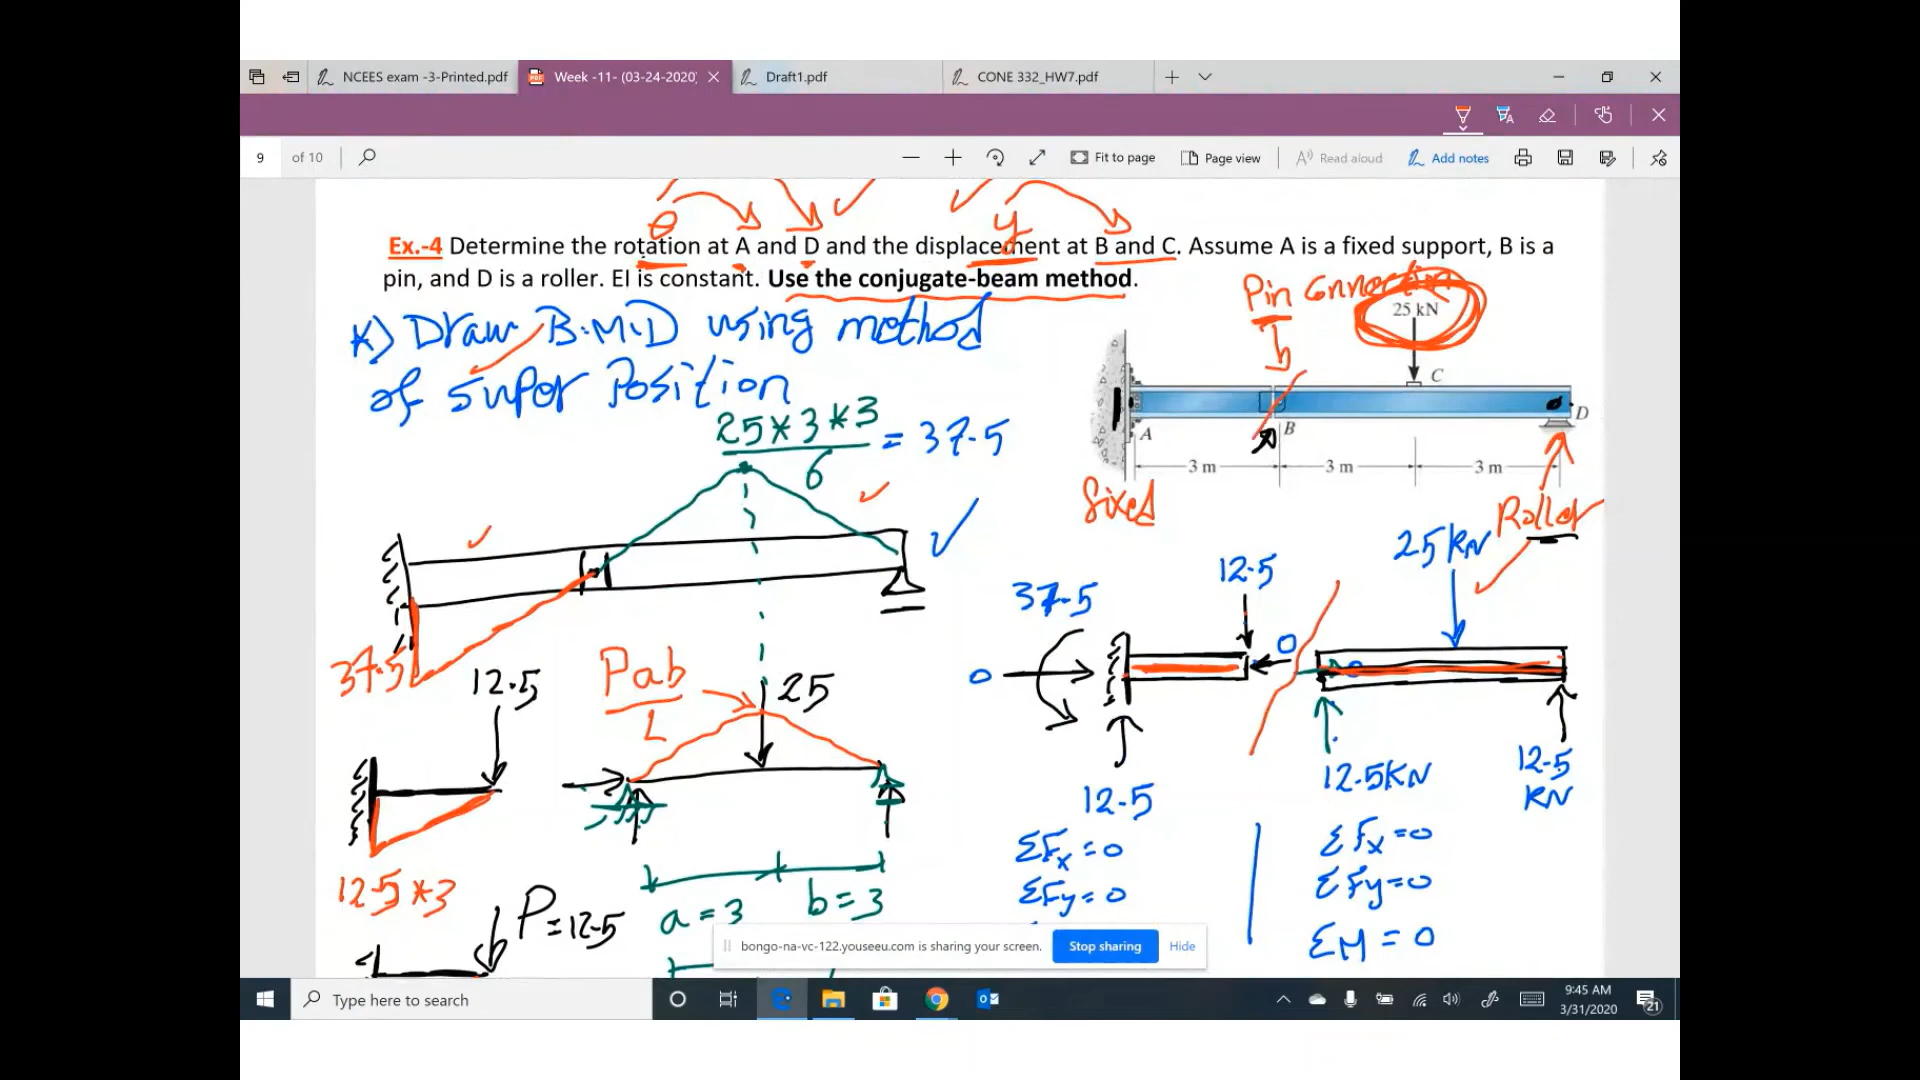 NCEES exam -3-Printed.pdf
Week -11- (03-24-2020)
Draft1.pdf
CONE 332_HW7.pdf
9 of 10
Fit to page
Page view
Read aloud
Add notes
θ y
Ex.-4 Determine the rotation at A and D and the displacement at B and C. Assume A is a fixed support, B is a
pin, and D is a roller. EI is constant. Use the conjugate-beam method.
Pin Connection
25 kN
*) Draw B.M.D using method
of super Position
C
A
B
D
3 m
3 m
3 m
25*3*3 = 37.5
6
fixed
Roller
25KN
12.5
37.5
0
0
12.5
12.5KN
12.5
KN
37.5
12.5
Pab
L
25
12.5*3
P=12.5
a = 3
b = 3
ΣFx = 0
ΣFy = 0
ΣFx = 0
ΣFy = 0
ΣM = 0
bongo-na-vc-122.youseeu.com is sharing your screen.
Stop sharing
Hide
Type here to search
9:45 AM
3/31/2020
21